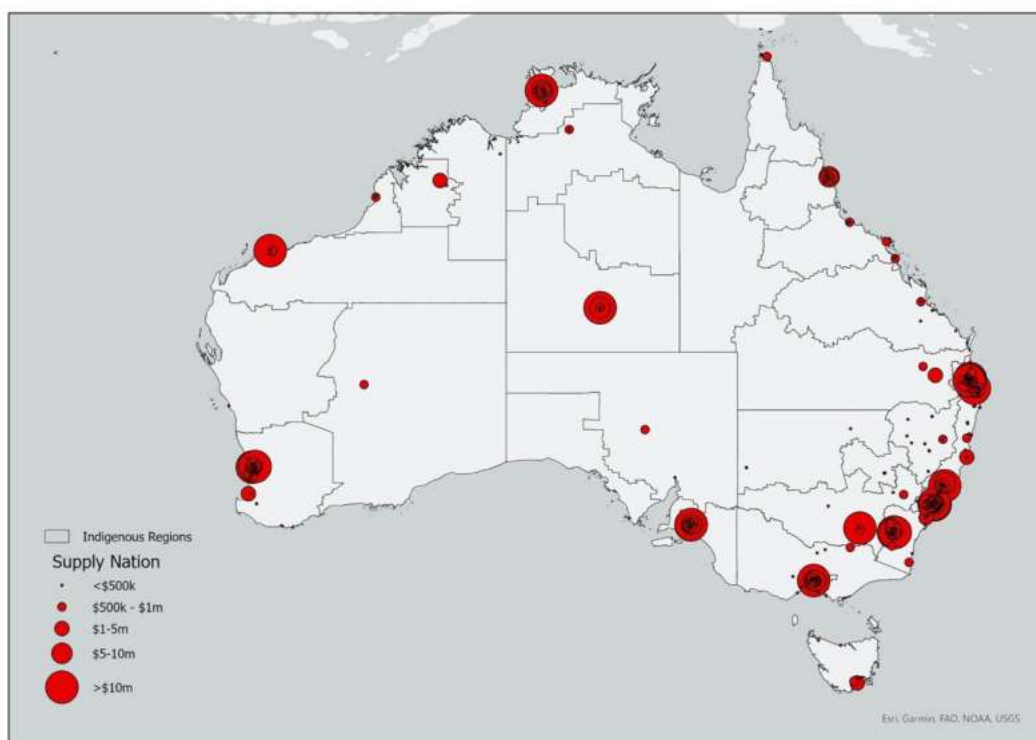 Indigenous Regions
Supply Nation
<$500k
$500k - $1m
$1-5m
$5-10m
>$10m
Esri, Garmin, FAO, NOAA, USGS